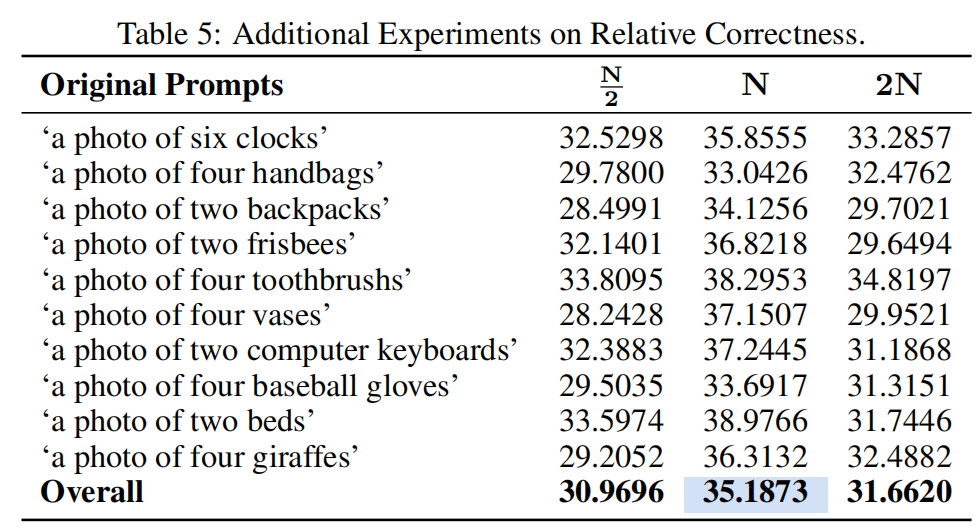 Table 5: Additional Experiments on Relative Correctness.
Original Prompts N/2 N 2N
‘a photo of six clocks’ 32.5298 35.8555 33.2857
‘a photo of four handbags’ 29.7800 33.0426 32.4762
‘a photo of two backpacks’ 28.4991 34.1256 29.7021
‘a photo of two frisbees’ 32.1401 36.8218 29.6494
‘a photo of four toothbrushs’ 33.8095 38.2953 34.8197
‘a photo of four vases’ 28.2428 37.1507 29.9521
‘a photo of two computer keyboards’ 32.3883 37.2445 31.1868
‘a photo of four baseball gloves’ 29.5035 33.6917 31.3151
‘a photo of two beds’ 33.5974 38.9766 31.7446
‘a photo of four giraffes’ 29.2052 36.3132 32.4882
Overall 30.9696 35.1873 31.6620